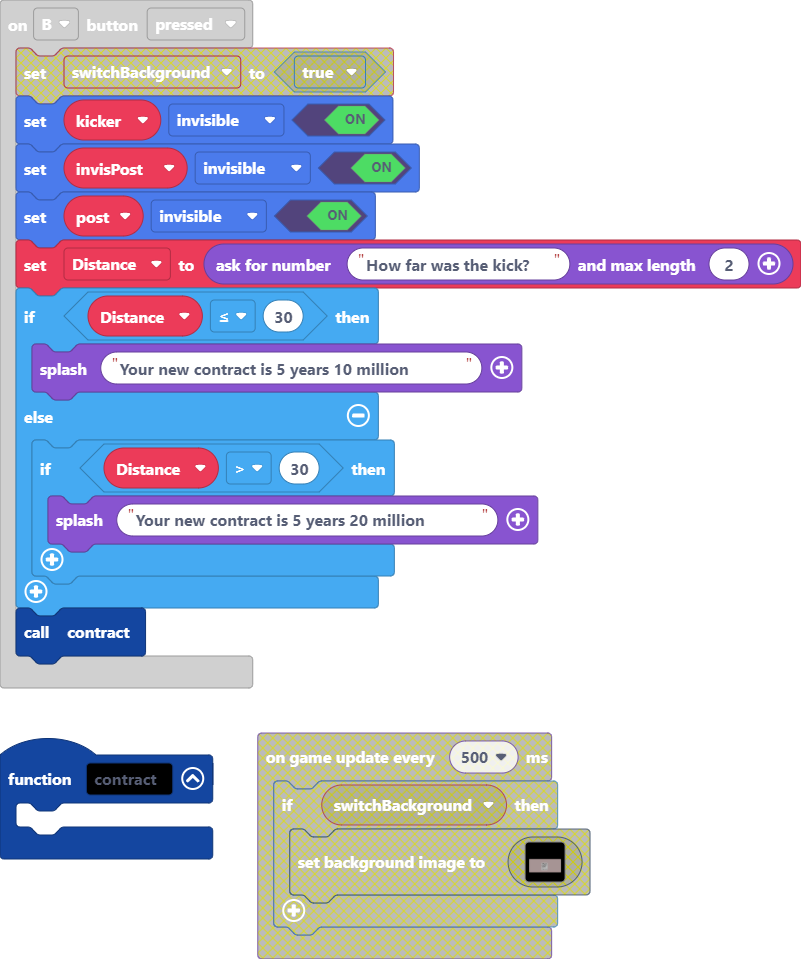 on B button pressed
set switchBackground to true
set kicker invisible ON
set invisPost invisible ON
set post invisible ON
set Distance to ask for number "How far was the kick?" and max length 2
if Distance ≤ 30 then
splash "Your new contract is 5 years 10 million"
else
if Distance > 30 then
splash "Your new contract is 5 years 20 million"
call contract
function contract
on game update every 500 ms
if switchBackground then
set background image to